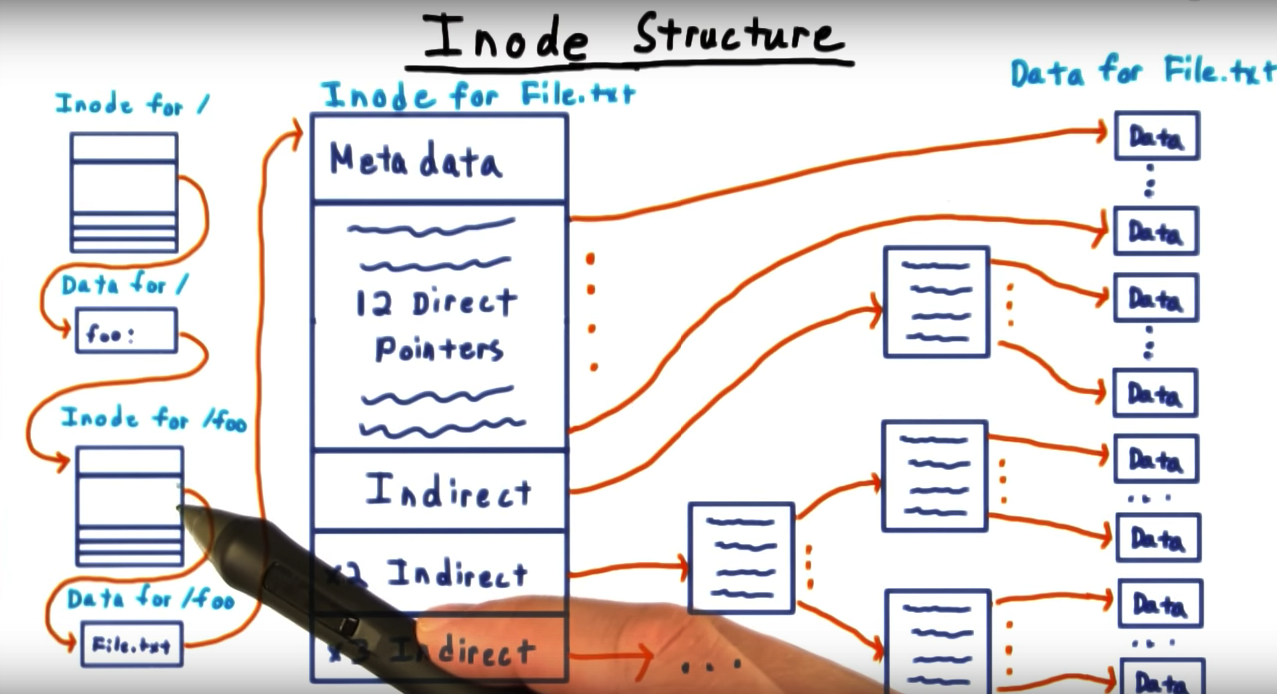 Inode Structure
Inode for /
Data for /
foo:
Inode for /foo
Data for /foo
File.txt
Inode for File.txt
Metadata
12 Direct
Pointers
Indirect
x2 Indirect
x3 Indirect
...
Data for File.txt
Data
Data
Data
Data
Data
...
Data
Data
...
Data